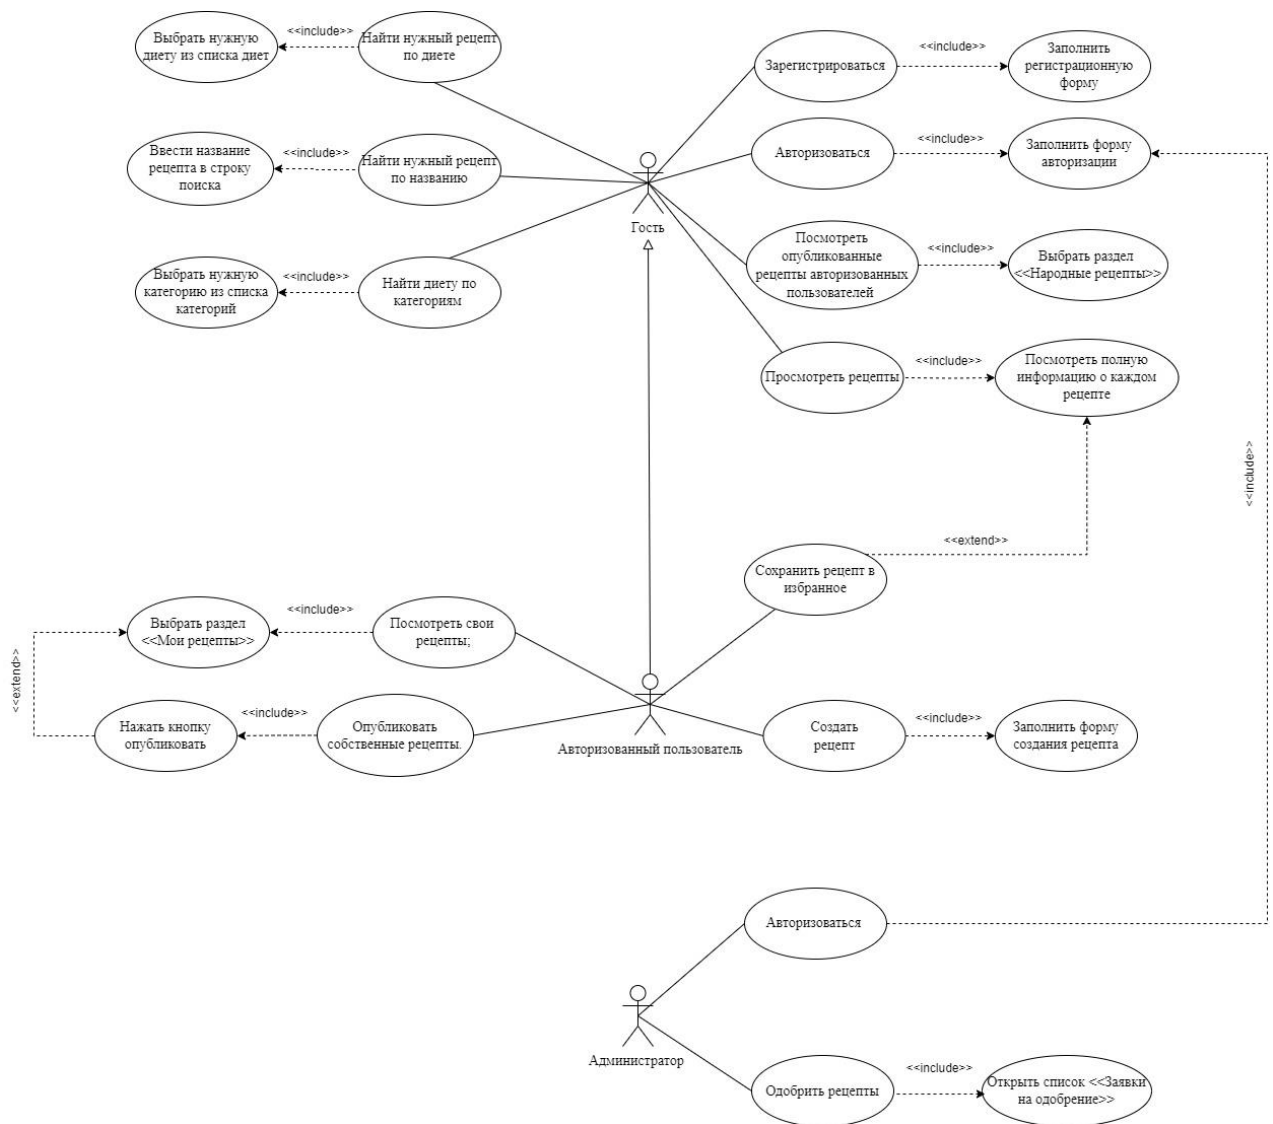 Выбрать нужную
диету из списка диет
<<include>>
Найти нужный рецепт
по диете
Зарегистрироваться
<<include>>
Заполнить
регистрационную
форму
Ввести название
рецепта в строку
поиска
<<include>>
Найти нужный рецепт
по названию
Авторизоваться
<<include>>
Заполнить форму
авторизации
Гость
Выбрать нужную
категорию из списка
категорий
<<include>>
Найти диету по
категориям
Посмотреть
опубликованные
рецепты авторизованных
пользователей
<<include>>
Выбрать раздел
<<Народные рецепты>>
Просмотреть рецепты
<<include>>
Посмотреть полную
информацию о каждом
рецепте
<<include>>
<<extend>>
Сохранить рецепт в
избранное
Выбрать раздел
<<Мои рецепты>>
<<include>>
Посмотреть свои
рецепты;
<<extend>>
Нажать кнопку
опубликовать
<<include>>
Опубликовать
собственные рецепты.
Авторизованный пользователь
Создать
рецепт
<<include>>
Заполнить форму
создания рецепта
Авторизоваться
Администратор
Одобрить рецепты
<<include>>
Открыть список <<Заявки
на одобрение>>